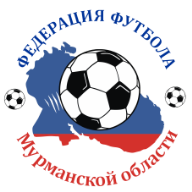 ФЕДЕРАЦИЯ ФУТБОЛА
Мурманской области